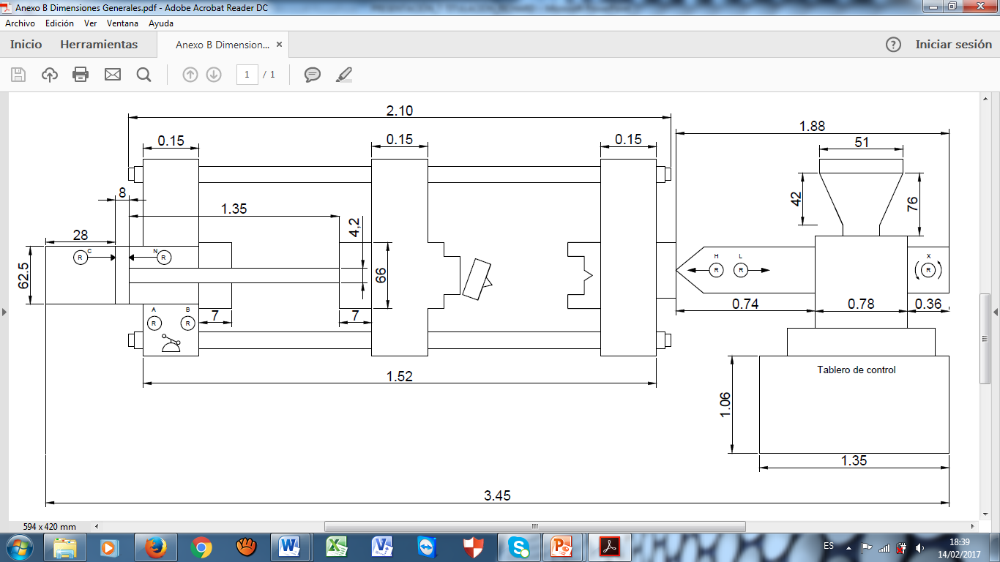 Anexo B Dimensiones Generales.pdf - Adobe Acrobat Reader DC
Archivo Edición Ver Ventana Ayuda
Inicio Herramientas Anexo B Dimension... × ? Iniciar sesión
1 / 1
2.10
1.88
0.15 0.15 0.15 51
8
1.35 4,2 42 76
28
C R N R
62.5
66
H R L R X R
0.74 0.78 0.36
A R B R
7 7
1.52
Tablero de control
1.06
1.35
3.45
594 x 420 mm
ES 18:39
14/02/2017